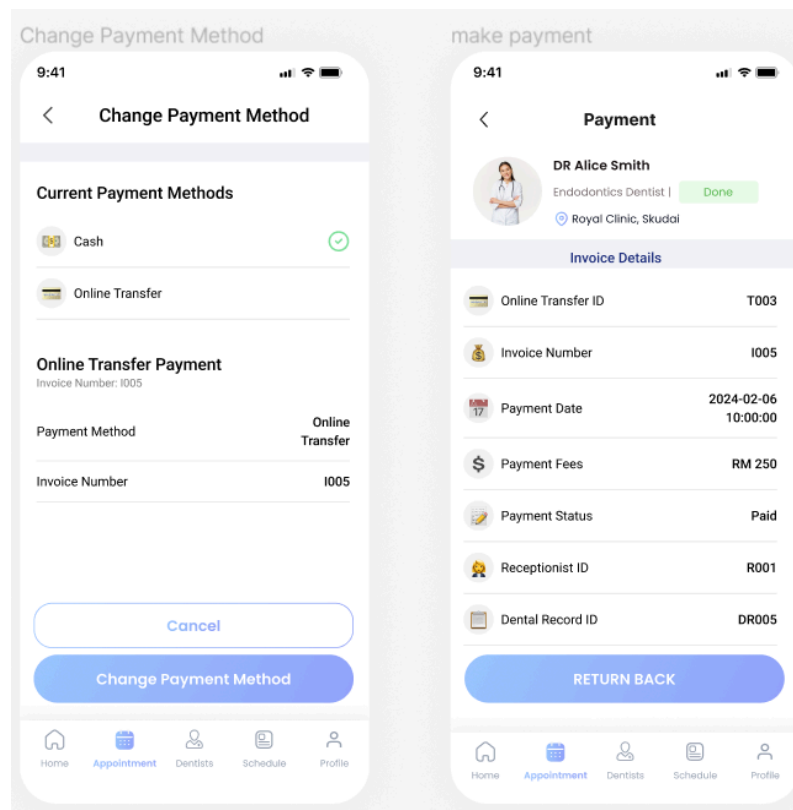 Change Payment Method
9:41
Change Payment Method
Current Payment Methods
Cash
Online Transfer
Online Transfer Payment
Invoice Number: I005
Payment Method
Online
Transfer
Invoice Number
I005
Cancel
Change Payment Method
Home
Appointment
Dentists
Schedule
Profile
make payment
9:41
Payment
DR Alice Smith
Endodontics Dentist |
Done
Royal Clinic, Skudai
Invoice Details
Online Transfer ID
T003
Invoice Number
I005
17
Payment Date
2024-02-06
10:00:00
$
Payment Fees
RM 250
Payment Status
Paid
Receptionist ID
R001
Dental Record ID
DR005
RETURN BACK
Home
Appointment
Dentists
Schedule
Profile